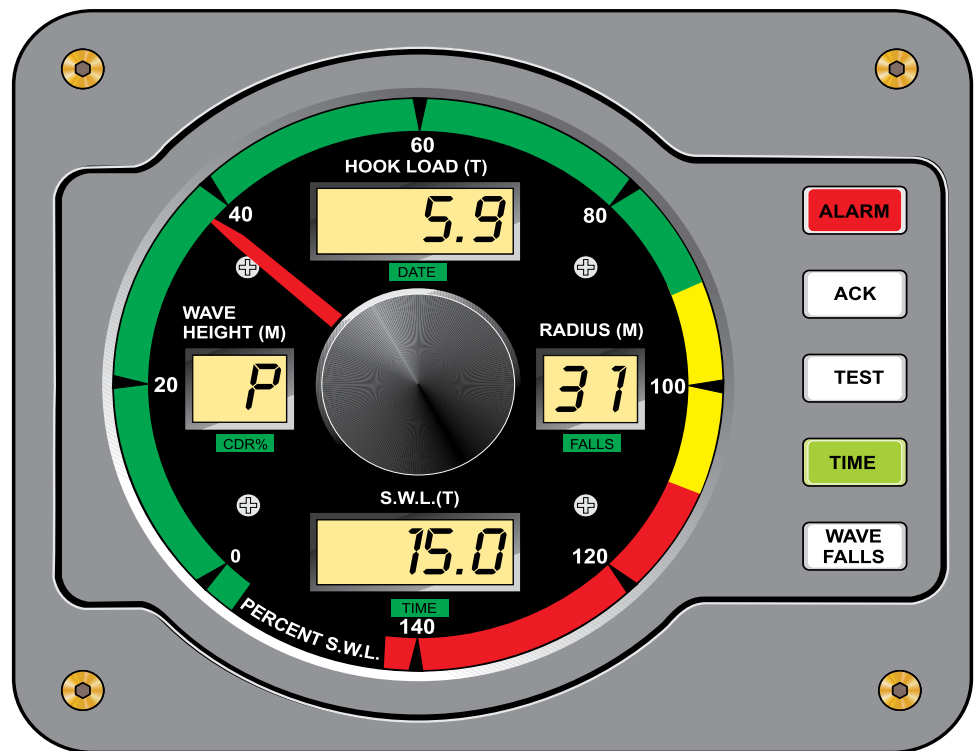 60
HOOK LOAD (T)
5.9
DATE
40
80
ALARM
ACK
WAVE
HEIGHT (M)
P
CDR%
RADIUS (M)
31
FALLS
20
100
TEST
TIME
S.W.L.(T)
15.0
TIME
0
120
140
PERCENT S.W.L.
WAVE
FALLS